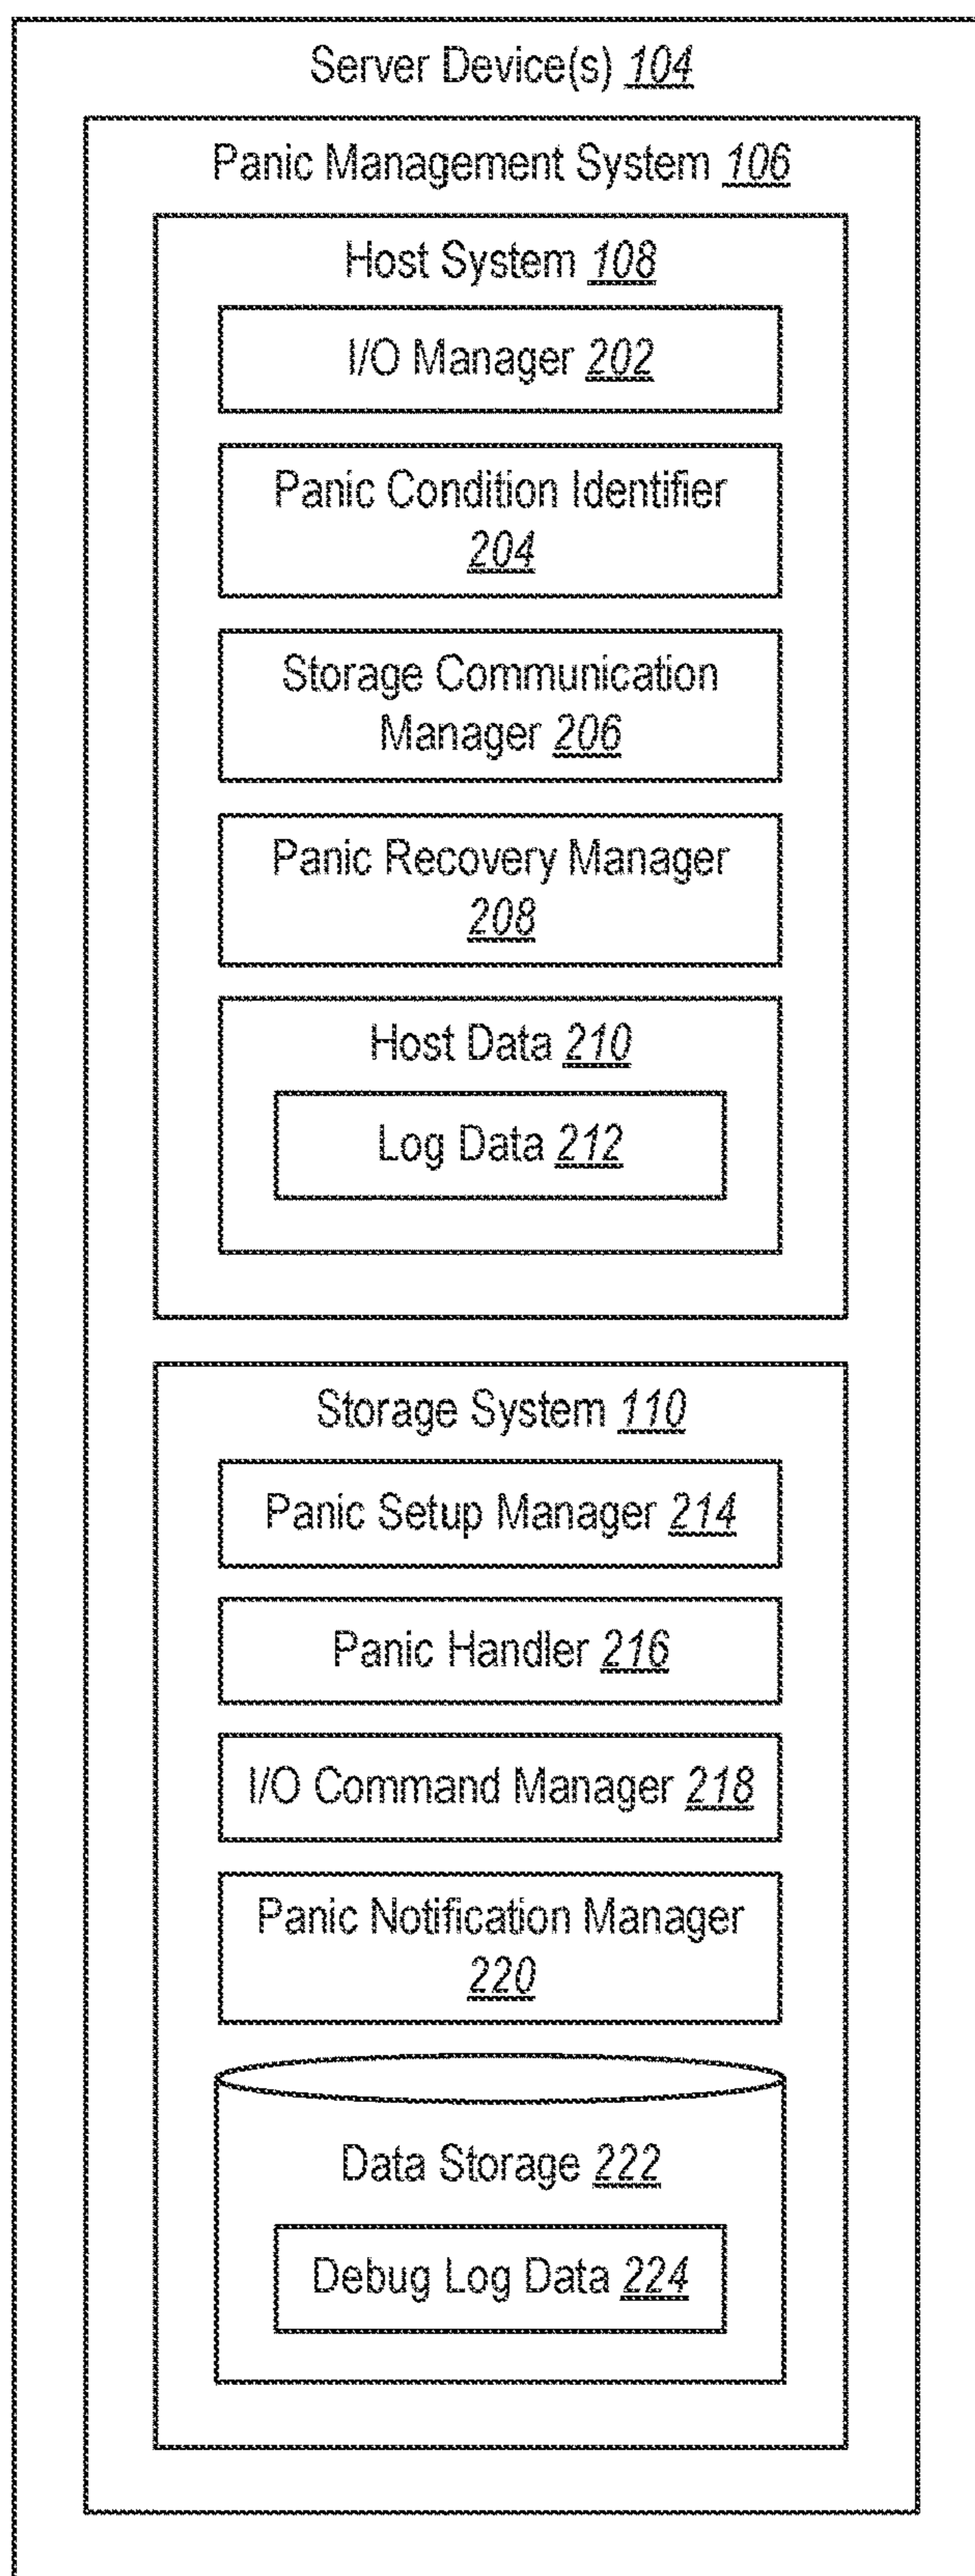 Server Device(s) 104
Panic Management System 106
Host System 108
I/O Manager 202
Panic Condition Identifier
204
Storage Communication
Manager 206
Panic Recovery Manager
208
Host Data 210
Log Data 212
Storage System 110
Panic Setup Manager 214
Panic Handler 216
I/O Command Manager 218
Panic Notification Manager
220
Data Storage 222
Debug Log Data 224